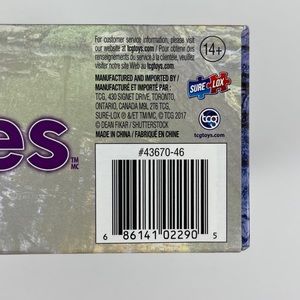 For customer service information, please visit
our website at tcgtoys.com / Pour obtenir des
renseignements ou du service à la clientèle,
veuillez visiter notre site Web au tcgtoys.com
14+
MANUFACTURED AND IMPORTED BY /
MANUFACTURÉ ET IMPORTÉ PAR :
TCG, 430 SIGNET DRIVE, TORONTO,
ONTARIO, CANADA M9L 2T6 TCG,
SURE-LOX ® &ET TM/MC, © TCG 2017
© DEAN FIKAR / SHUTTERSTOCK
MADE IN CHINA / FABRIQUÉ EN CHINE
SURE LOX
tcg
tcgtoys.com
es TM MC
#43670-46
6 86141 02290 5